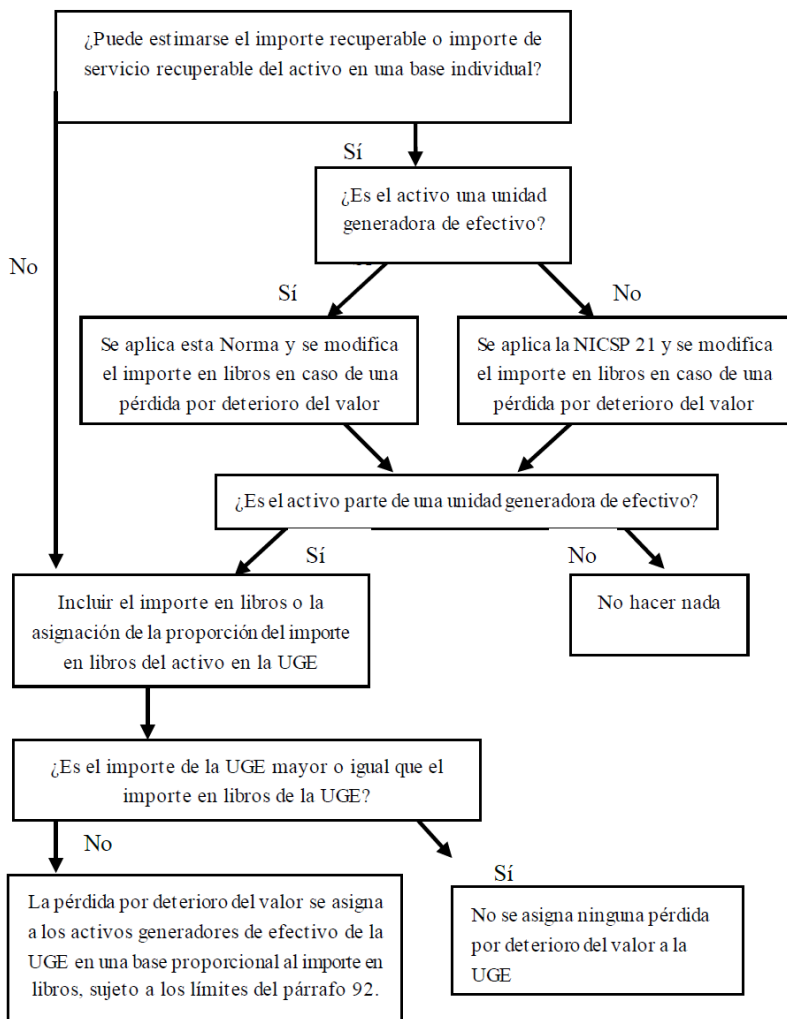 ¿Puede estimarse el importe recuperable o importe de
servicio recuperable del activo en una base individual?
Sí
¿Es el activo una unidad
generadora de efectivo?
No
Sí
No
Se aplica esta Norma y se modifica
el importe en libros en caso de una
pérdida por deterioro del valor
Se aplica la NICSP 21 y se modifica
el importe en libros en caso de una
pérdida por deterioro del valor
¿Es el activo parte de una unidad generadora de efectivo?
Sí
No
Incluir el importe en libros o la
asignación de la proporción del importe
en libros del activo en la UGE
No hacer nada
¿Es el importe de la UGE mayor o igual que el
importe en libros de la UGE?
No
Sí
La pérdida por deterioro del valor se asigna
a los activos generadores de efectivo de la
UGE en una base proporcional al importe en
libros, sujeto a los límites del párrafo 92.
No se asigna ninguna pérdida
por deterioro del valor a la
UGE